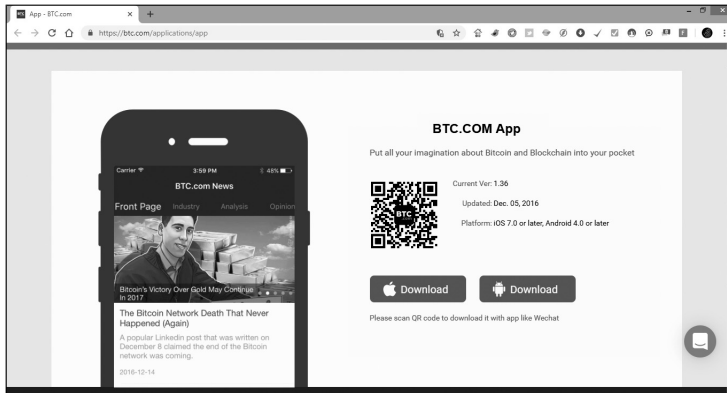 App - BTC.com
https://btc.com/applications/app
Carrier 3:59 PM 48%
BTC.com News
Front Page Industry Analysis Opinion
Bitcoin's Victory Over Gold May Continue
In 2017
The Bitcoin Network Death That Never
Happened (Again)
A popular Linkedin post that was written on
December 8 claimed the end of the Bitcoin
network was coming.
2016-12-14
BTC.COM App
Put all your imagination about Bitcoin and Blockchain into your pocket
BTC
Current Ver: 1.36
Updated: Dec. 05, 2016
Platform: iOS 7.0 or later, Android 4.0 or later
Download Download
Please scan QR code to download it with app like Wechat